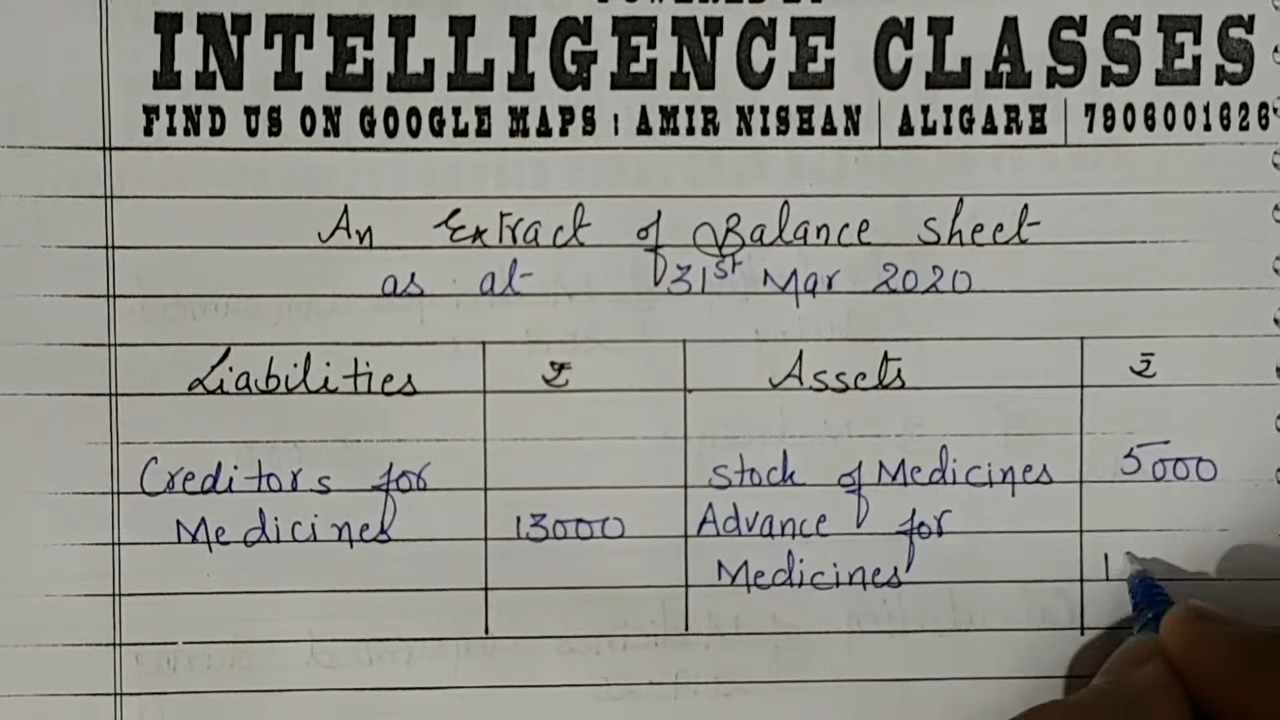 INTELLIGENCE CLASSES
FIND US ON GOOGLE MAPS : AMIR NISHAN | ALIGARH | 7906001626
An Extract of Balance sheet
as at 31st Mar 2020
Liabilities ₹ Assets ₹
Creditors for Stock of Medicines 5000
Medicines 13000 Advance for
Medicines 1